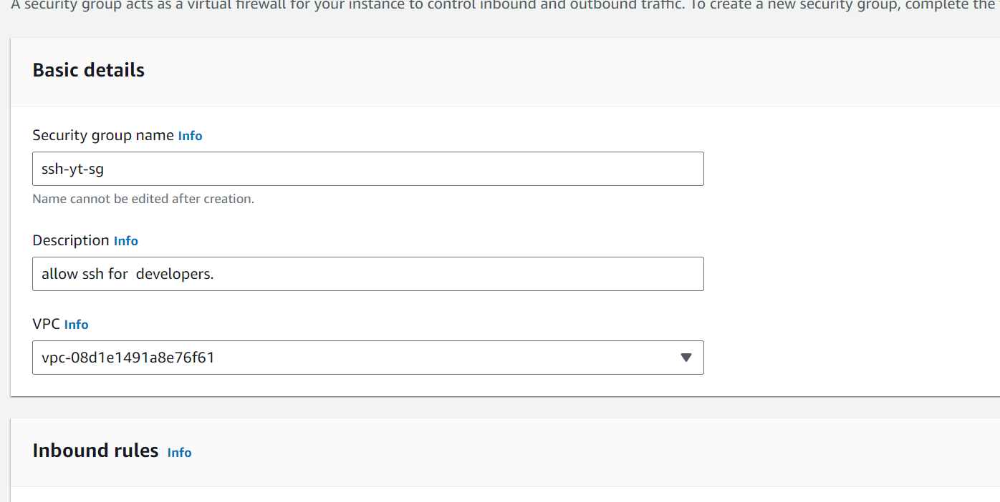 A security group acts as a virtual firewall for your instance to control inbound and outbound traffic. To create a new security group, complete the
Basic details
Security group name Info
ssh-yt-sg
Name cannot be edited after creation.
Description Info
allow ssh for  developers.
VPC Info
vpc-08d1e1491a8e76f61
Inbound rules Info